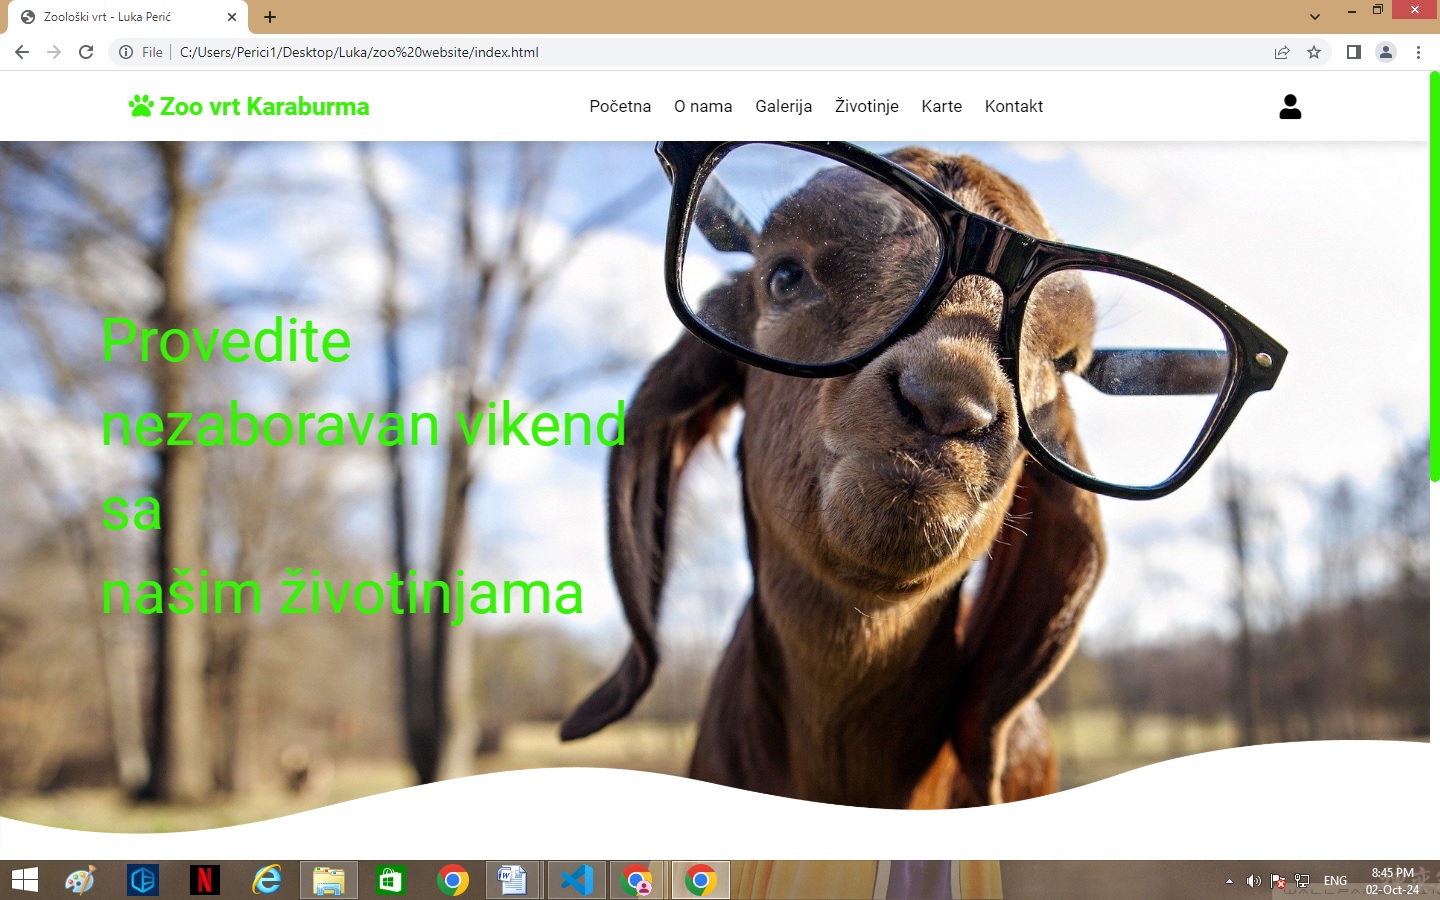 Zoološki vrt - Luka Perić
File
C:/Users/Perici1/Desktop/Luka/zoo%20website/index.html
Zoo vrt Karaburma
Početna O nama Galerija Životinje Karte Kontakt
Provedite
nezaboravan vikend
sa
našim životinjama
ENG
8:45 PM
02-Oct-24